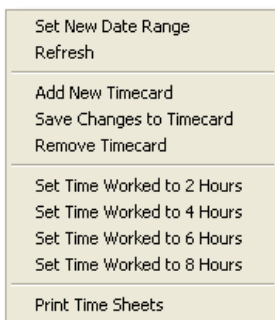 Set New Date Range
Refresh
Add New Timecard
Save Changes to Timecard
Remove Timecard
Set Time Worked to 2 Hours
Set Time Worked to 4 Hours
Set Time Worked to 6 Hours
Set Time Worked to 8 Hours
Print Time Sheets